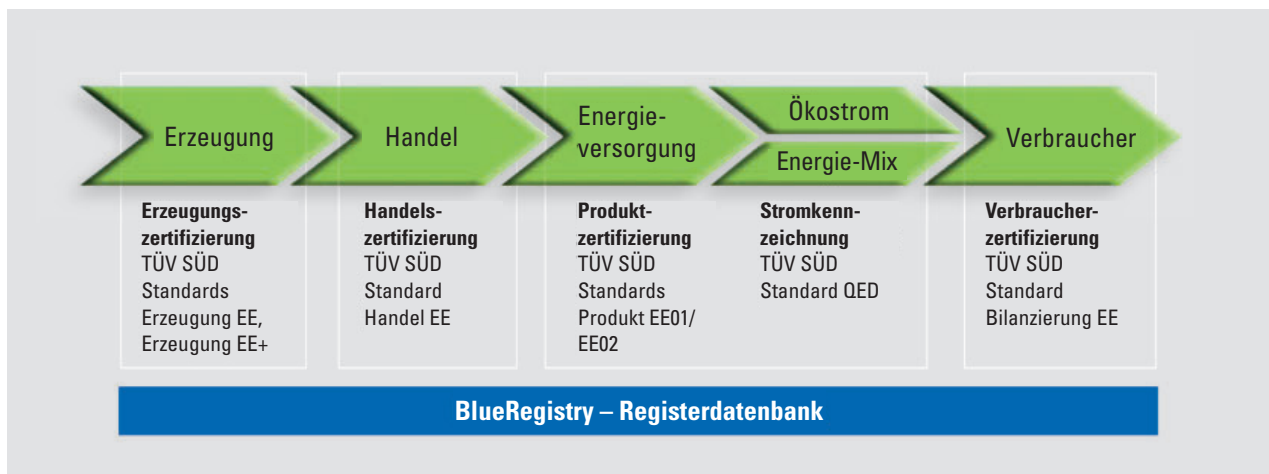 Erzeugung
Handel
Energie-
versorgung
Ökostrom
Energie-Mix
Verbraucher
Erzeugungs-
zertifizierung
TÜV SÜD
Standards
Erzeugung EE,
Erzeugung EE+
Handels-
zertifizierung
TÜV SÜD
Standard
Handel EE
Produkt-
zertifizierung
TÜV SÜD
Standards
Produkt EE01/
EE02
Stromkenn-
zeichnung
TÜV SÜD
Standard QED
Verbraucher-
zertifizierung
TÜV SÜD
Standard
Bilanzierung EE
BlueRegistry – Registerdatenbank